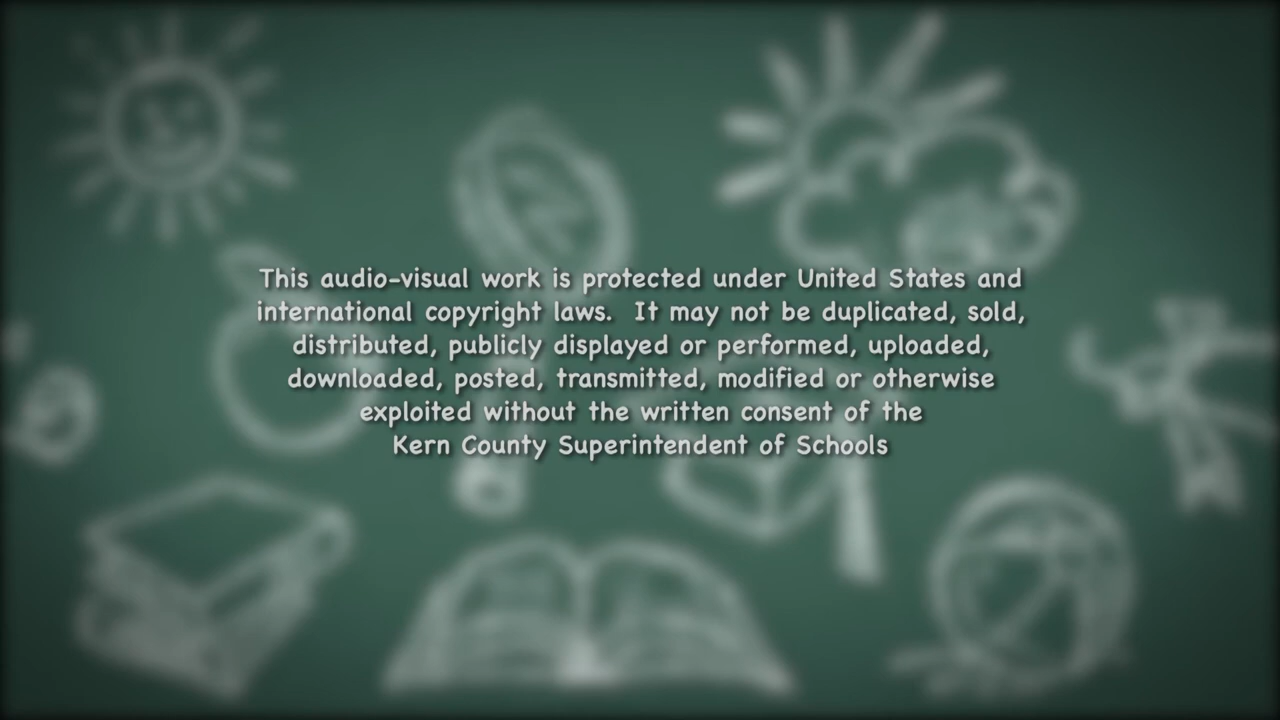 This audio-visual work is protected under United States and
international copyright laws.  It may not be duplicated, sold,
distributed, publicly displayed or performed, uploaded,
downloaded, posted, transmitted, modified or otherwise
exploited without the written consent of the
Kern County Superintendent of Schools